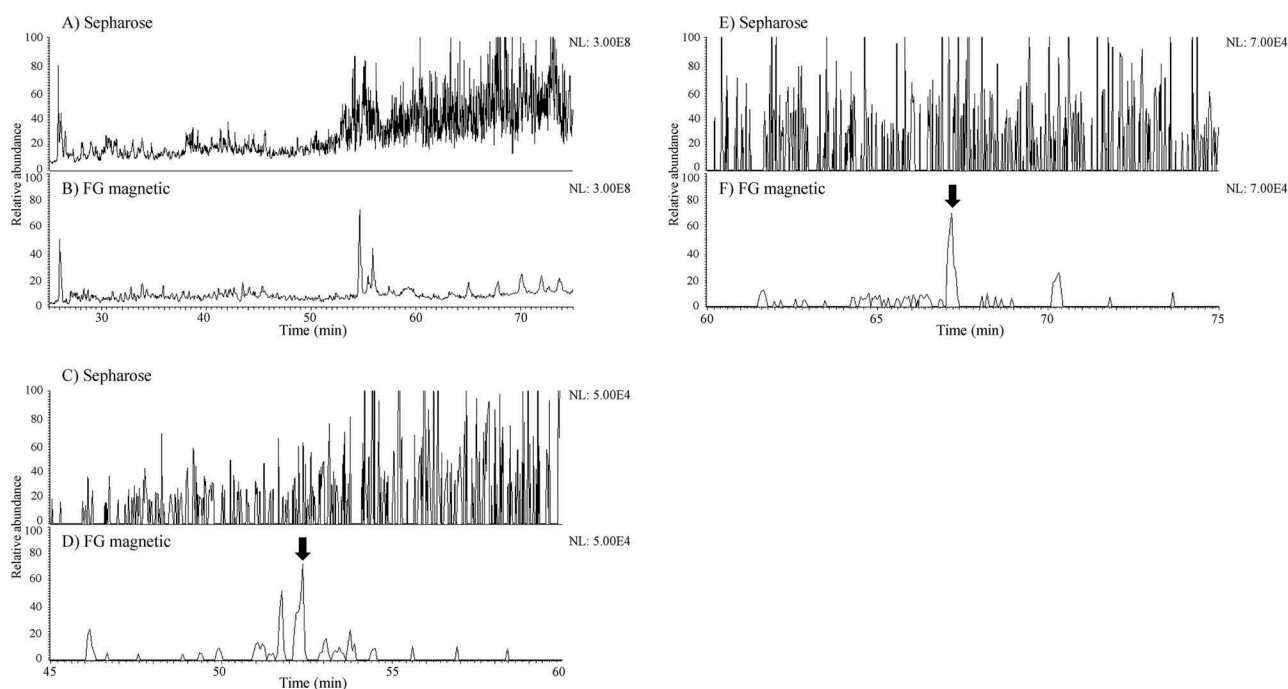 A) Sepharose
NL: 3.00E8
100
80
60
40
20
0
Relative abundance
B) FG magnetic
NL: 3.00E8
100
80
60
40
20
0
30 40 50 60 70
Time (min)
E) Sepharose
NL: 7.00E4
100
80
60
40
20
0
Relative abundance
F) FG magnetic
NL: 7.00E4
100
80
60
40
20
0
60 65 70 75
Time (min)
C) Sepharose
NL: 5.00E4
100
80
60
40
20
0
Relative abundance
D) FG magnetic
NL: 5.00E4
100
80
60
40
20
0
45 50 55 60
Time (min)